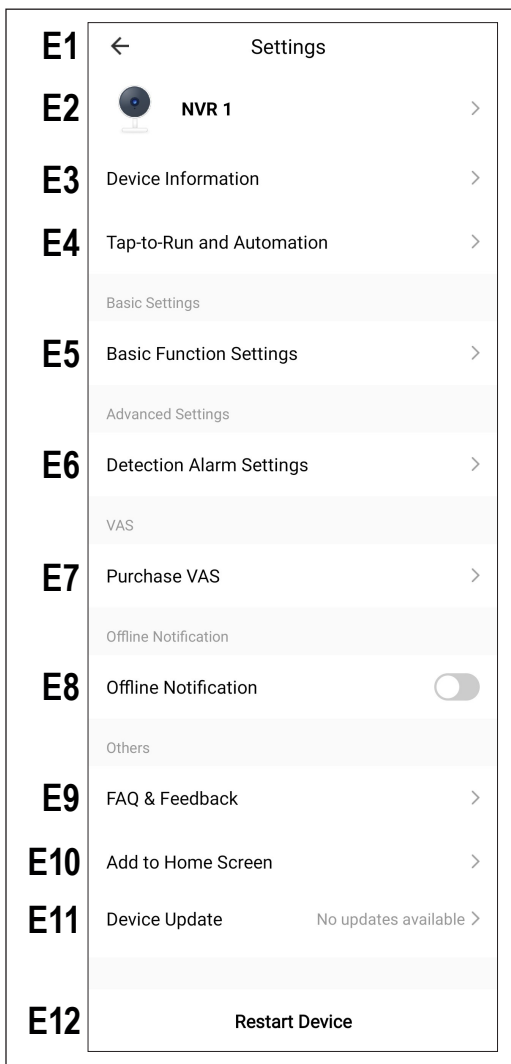 E1 Settings
E2 NVR 1
E3 Device Information
E4 Tap-to-Run and Automation
Basic Settings
E5 Basic Function Settings
Advanced Settings
E6 Detection Alarm Settings
VAS
E7 Purchase VAS
Offline Notification
E8 Offline Notification
Others
E9 FAQ & Feedback
E10 Add to Home Screen
E11 Device Update No updates available
E12 Restart Device